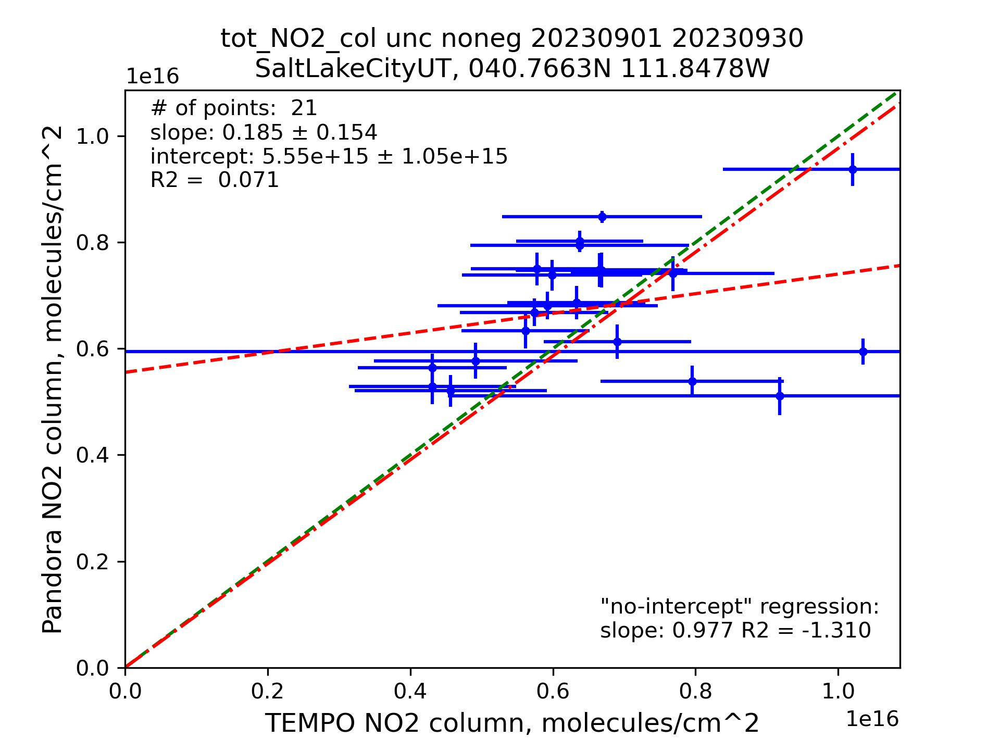 tot_NO2_col unc noneg 20230901 20230930
SaltLakeCityUT, 040.7663N 111.8478W
1e16
# of points:  21
slope: 0.185 ± 0.154
intercept: 5.55e+15 ± 1.05e+15
R2 =  0.071
Pandora NO2 column, molecules/cm^2
1.0
0.8
0.6
0.4
0.2
0.0
"no-intercept" regression:
slope: 0.977 R2 = -1.310
0.0 0.2 0.4 0.6 0.8 1.0
1e16
TEMPO NO2 column, molecules/cm^2